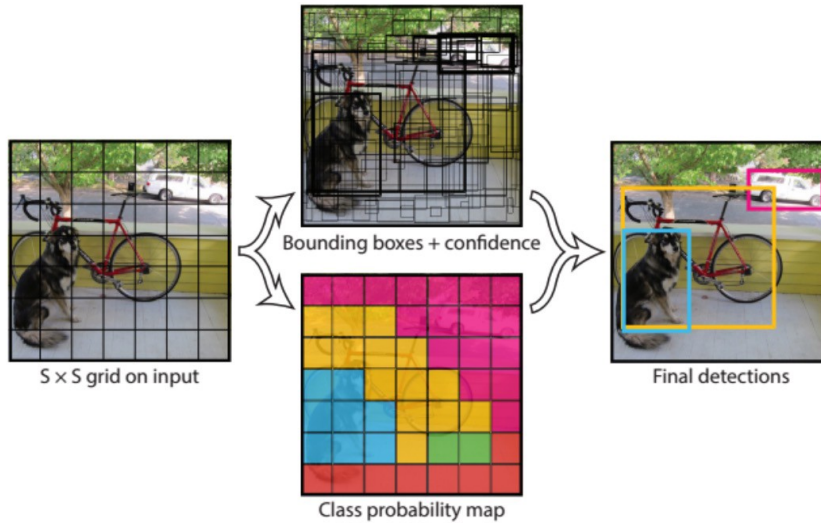 S × S grid on input
Bounding boxes + confidence
Class probability map
Final detections